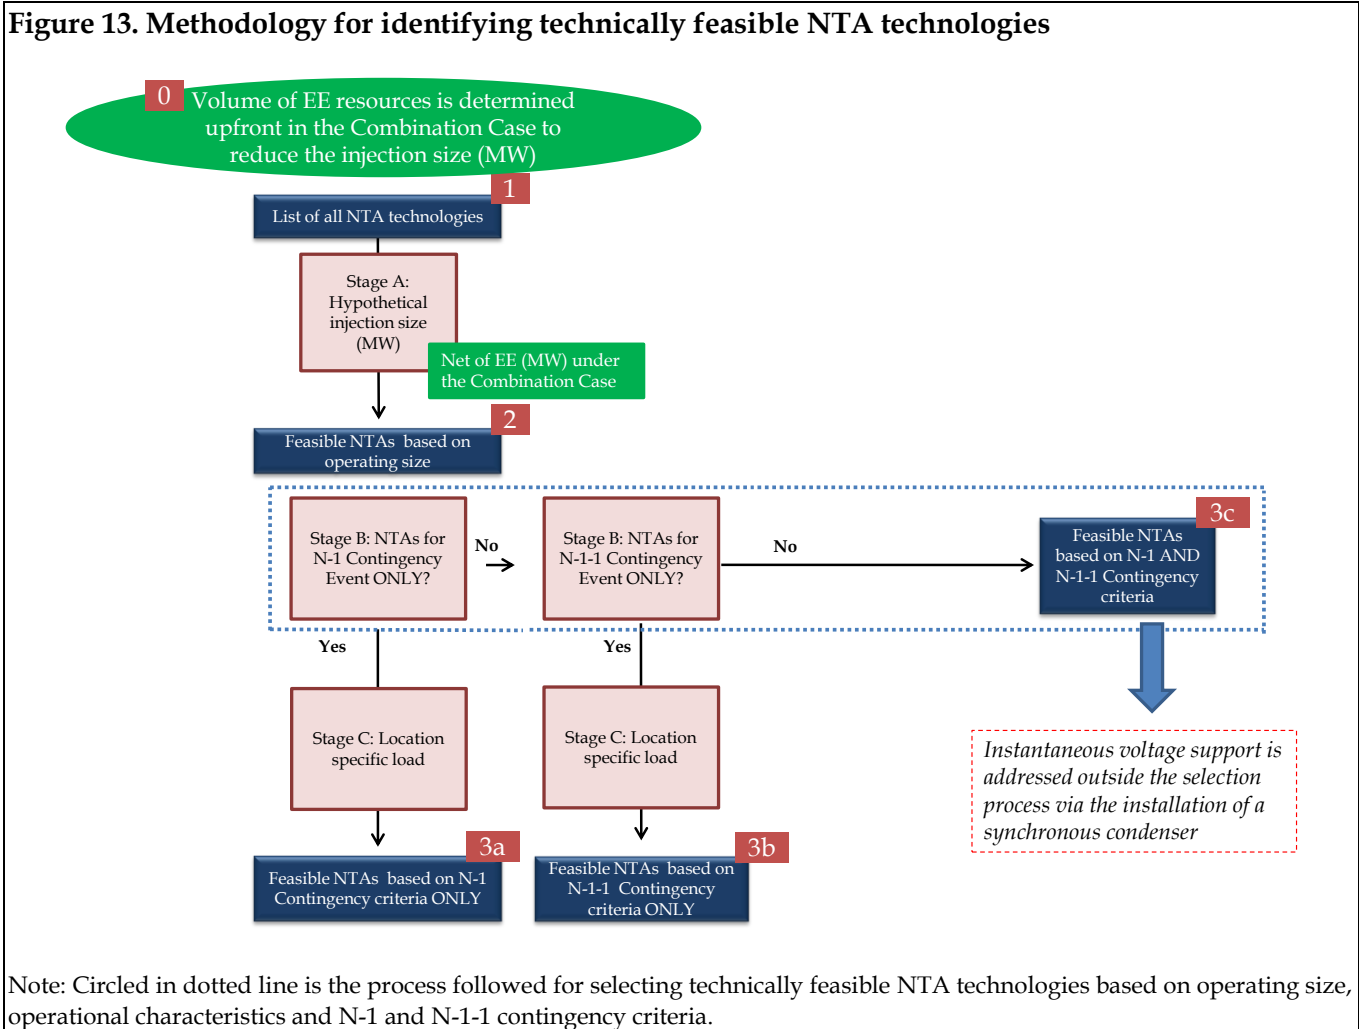 Figure 13. Methodology for identifying technically feasible NTA technologies
0
Volume of EE resources is determined
upfront in the Combination Case to
reduce the injection size (MW)
1
List of all NTA technologies
Stage A:
Hypothetical
injection size
(MW)
Net of EE (MW) under
the Combination Case
2
Feasible NTAs based on
operating size
Stage B: NTAs for
N-1 Contingency
Event ONLY?
No
Stage B: NTAs for
N-1-1 Contingency
Event ONLY?
No
3c
Feasible NTAs
based on N-1 AND
N-1-1 Contingency
criteria
Yes
Yes
Stage C: Location
specific load
Stage C: Location
specific load
Instantaneous voltage support is
addressed outside the selection
process via the installation of a
synchronous condenser
3a
Feasible NTAs based on N-1
Contingency criteria ONLY
3b
Feasible NTAs based on
N-1-1 Contingency
criteria ONLY
Note: Circled in dotted line is the process followed for selecting technically feasible NTA technologies based on operating size,
operational characteristics and N-1 and N-1-1 contingency criteria.